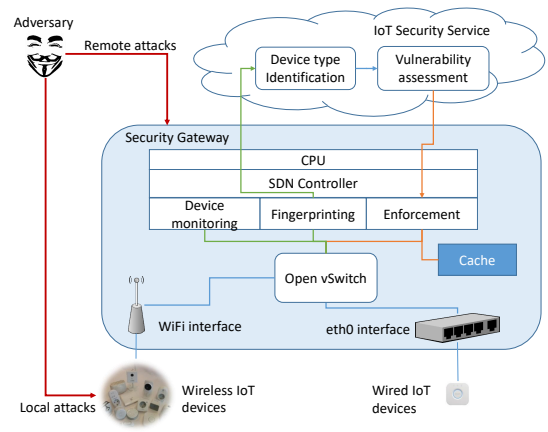 Adversary
Remote attacks
IoT Security Service
Device type
Identification
Vulnerability
assessment
Security Gateway
CPU
SDN Controller
Device
monitoring
Fingerprinting
Enforcement
Cache
Open vSwitch
WiFi interface
eth0 interface
Local attacks
Wireless IoT
devices
Wired IoT
devices